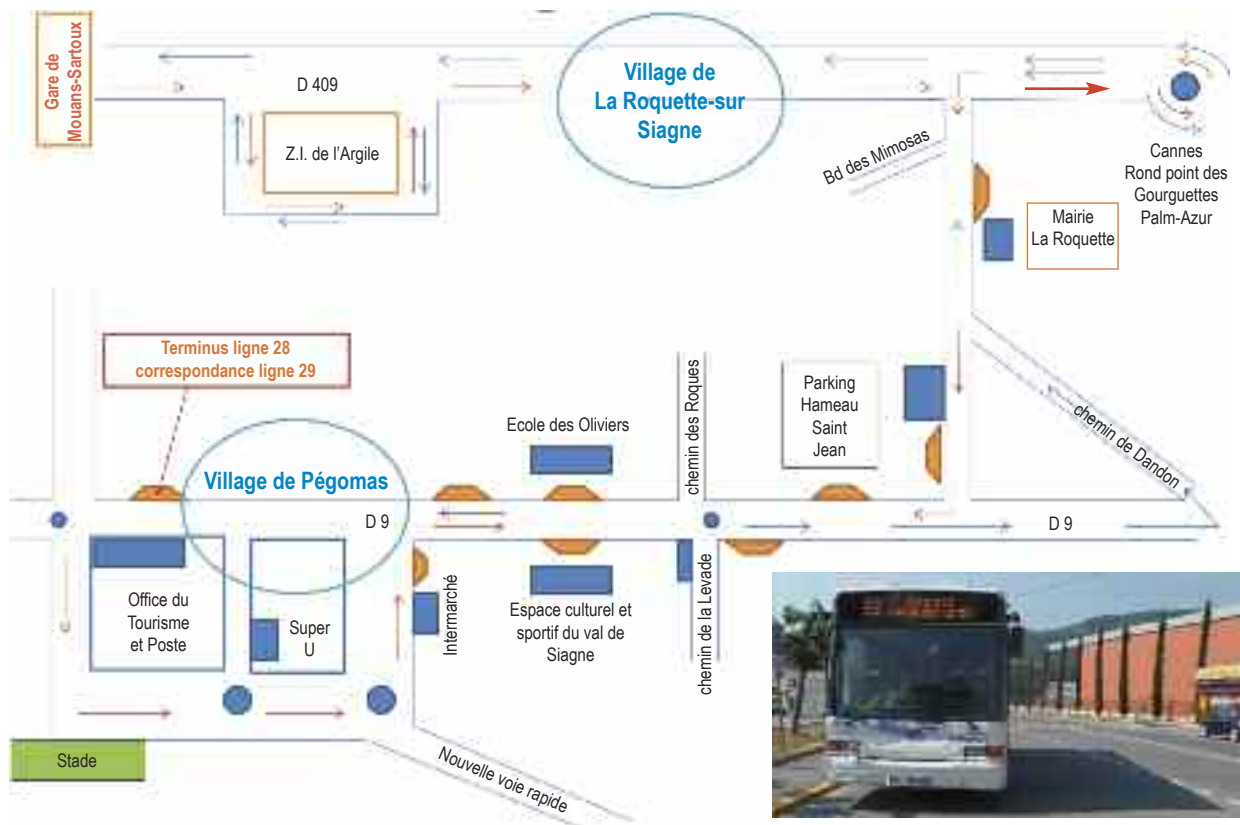 Gare de
Mouans-Sartoux
D 409
Z.I. de l'Argile
Village de
La Roquette-sur
Siagne
Bd des Mimosas
Mairie
La Roquette
Cannes
Rond point des
Gourguettes
Palm-Azur
Terminus ligne 28
correspondance ligne 29
Village de Pégomas
D 9
Ecole des Oliviers
chemin des Roques
Parking
Hameau
Saint
Jean
chemin de Dandon
D 9
Office du
Tourisme
et Poste
Super
U
Intermarché
Espace culturel et
sportif du val de
Siagne
chemin de la Levade
Stade
Nouvelle voie rapide